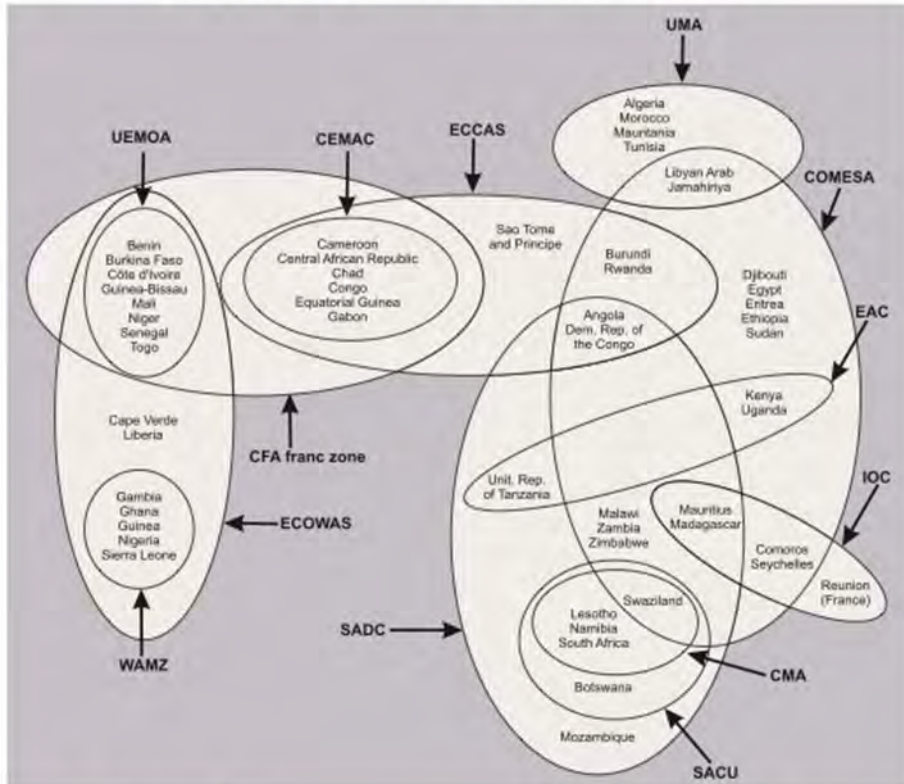 UMA
Algeria
Morocco
Mauritania
Tunisia
UEMOA
CEMAC
ECCAS
Libyan Arab
Jamahiriya
COMESA
Benin
Burkina Faso
Côte d'Ivoire
Guinea-Bissau
Mali
Niger
Senegal
Togo
Cameroon
Central African Republic
Chad
Congo
Equatorial Guinea
Gabon
Sao Tome
and Principe
Burundi
Rwanda
Djibouti
Egypt
Eritrea
Ethiopia
Sudan
Angola
Dem. Rep. of
the Congo
EAC
Kenya
Uganda
Cape Verde
Liberia
CFA franc zone
Unit. Rep.
of Tanzania
IOC
Gambia
Ghana
Guinea
Nigeria
Sierra Leone
ECOWAS
Malawi
Zambia
Zimbabwe
Mauritius
Madagascar
Comoros
Seychelles
Reunion
(France)
Swaziland
Lesotho
Namibia
South Africa
SADC
WAMZ
CMA
Botswana
Mozambique
SACU